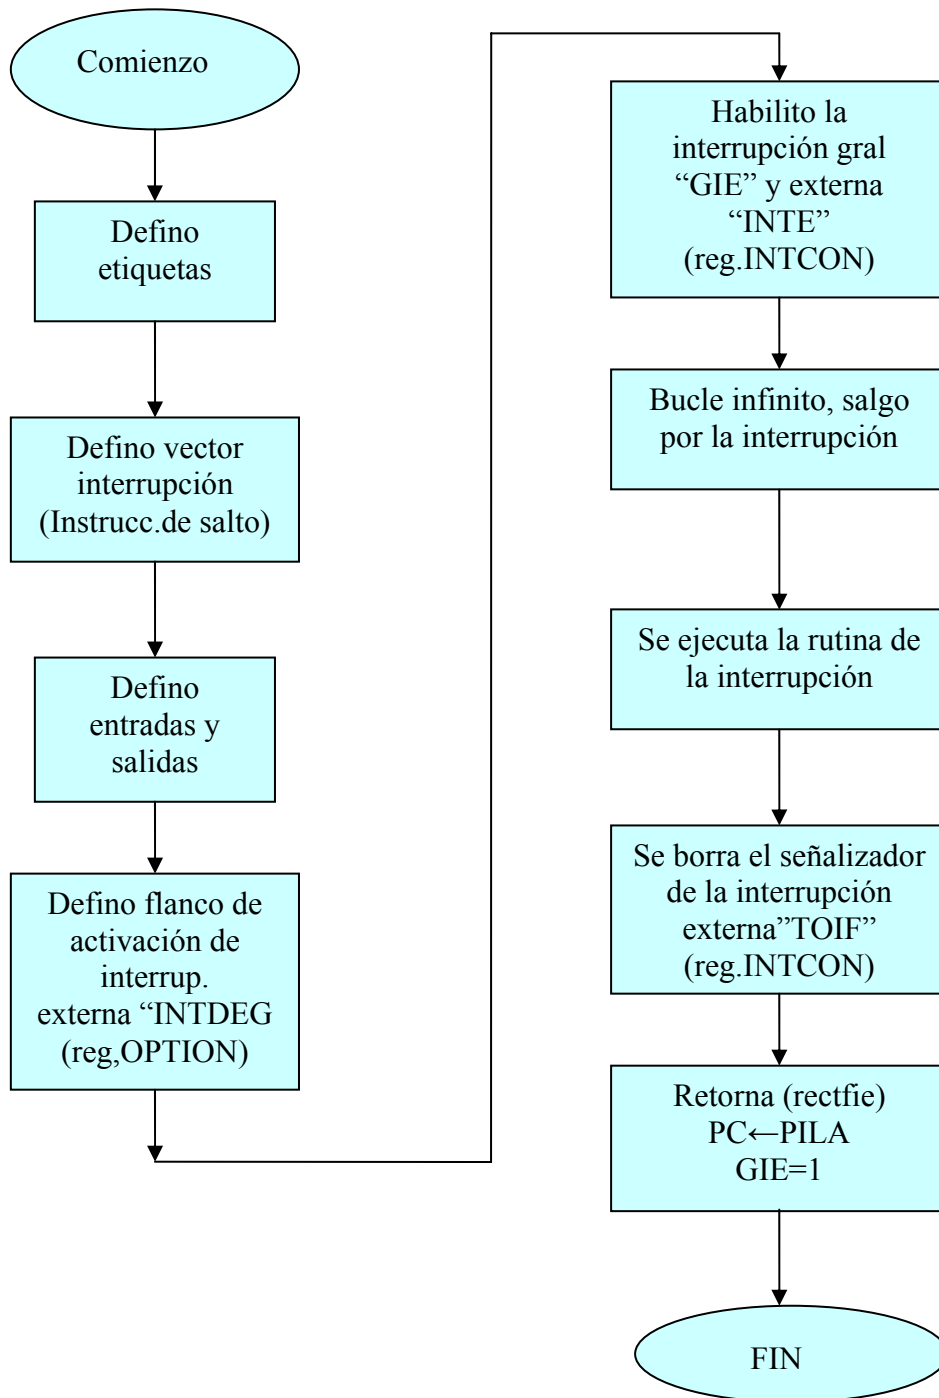 Comienzo
Defino
etiquetas
Defino vector
interrupción
(Instrucc.de salto)
Defino
entradas y
salidas
Defino flanco de
activación de
interrup.
externa “INTDEG
(reg,OPTION)
Habilito la
interrupción gral
“GIE” y externa
“INTE”
(reg.INTCON)
Bucle infinito, salgo
por la interrupción
Se ejecuta la rutina de
la interrupción
Se borra el señalizador
de la interrupción
externa”TOIF”
(reg.INTCON)
Retorna (rectfie)
PC←PILA
GIE=1
FIN